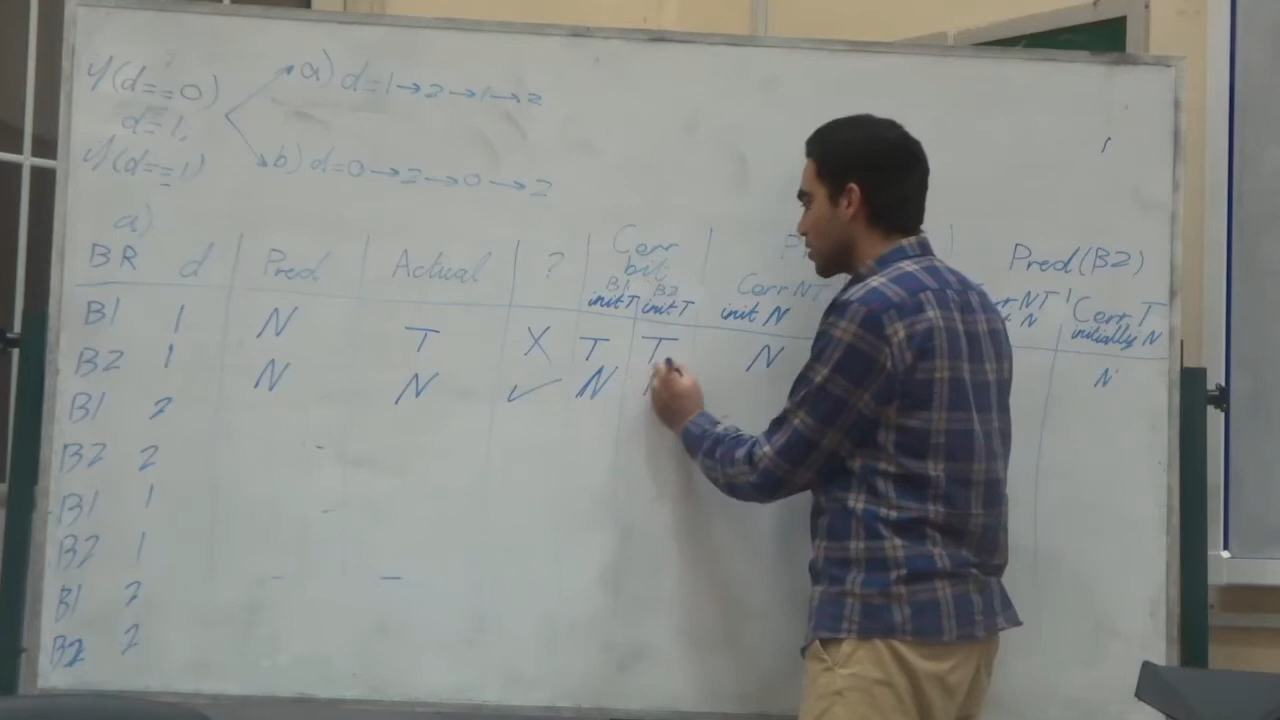 if(d==0)
d=1;
if(d==1)
a) d=1→2→1→2
b) d=0→2→0→2
a)
BR d Pred Actual ? Corr bit Pred(B2)
B1 init T B2 init T Corr NT init N NT N Corr T initially N
B1 1 N T X T T N N
B2 1 N N ✓ N
B1 2
B2 2
B1 1
B2 1
B1 2
B2 2